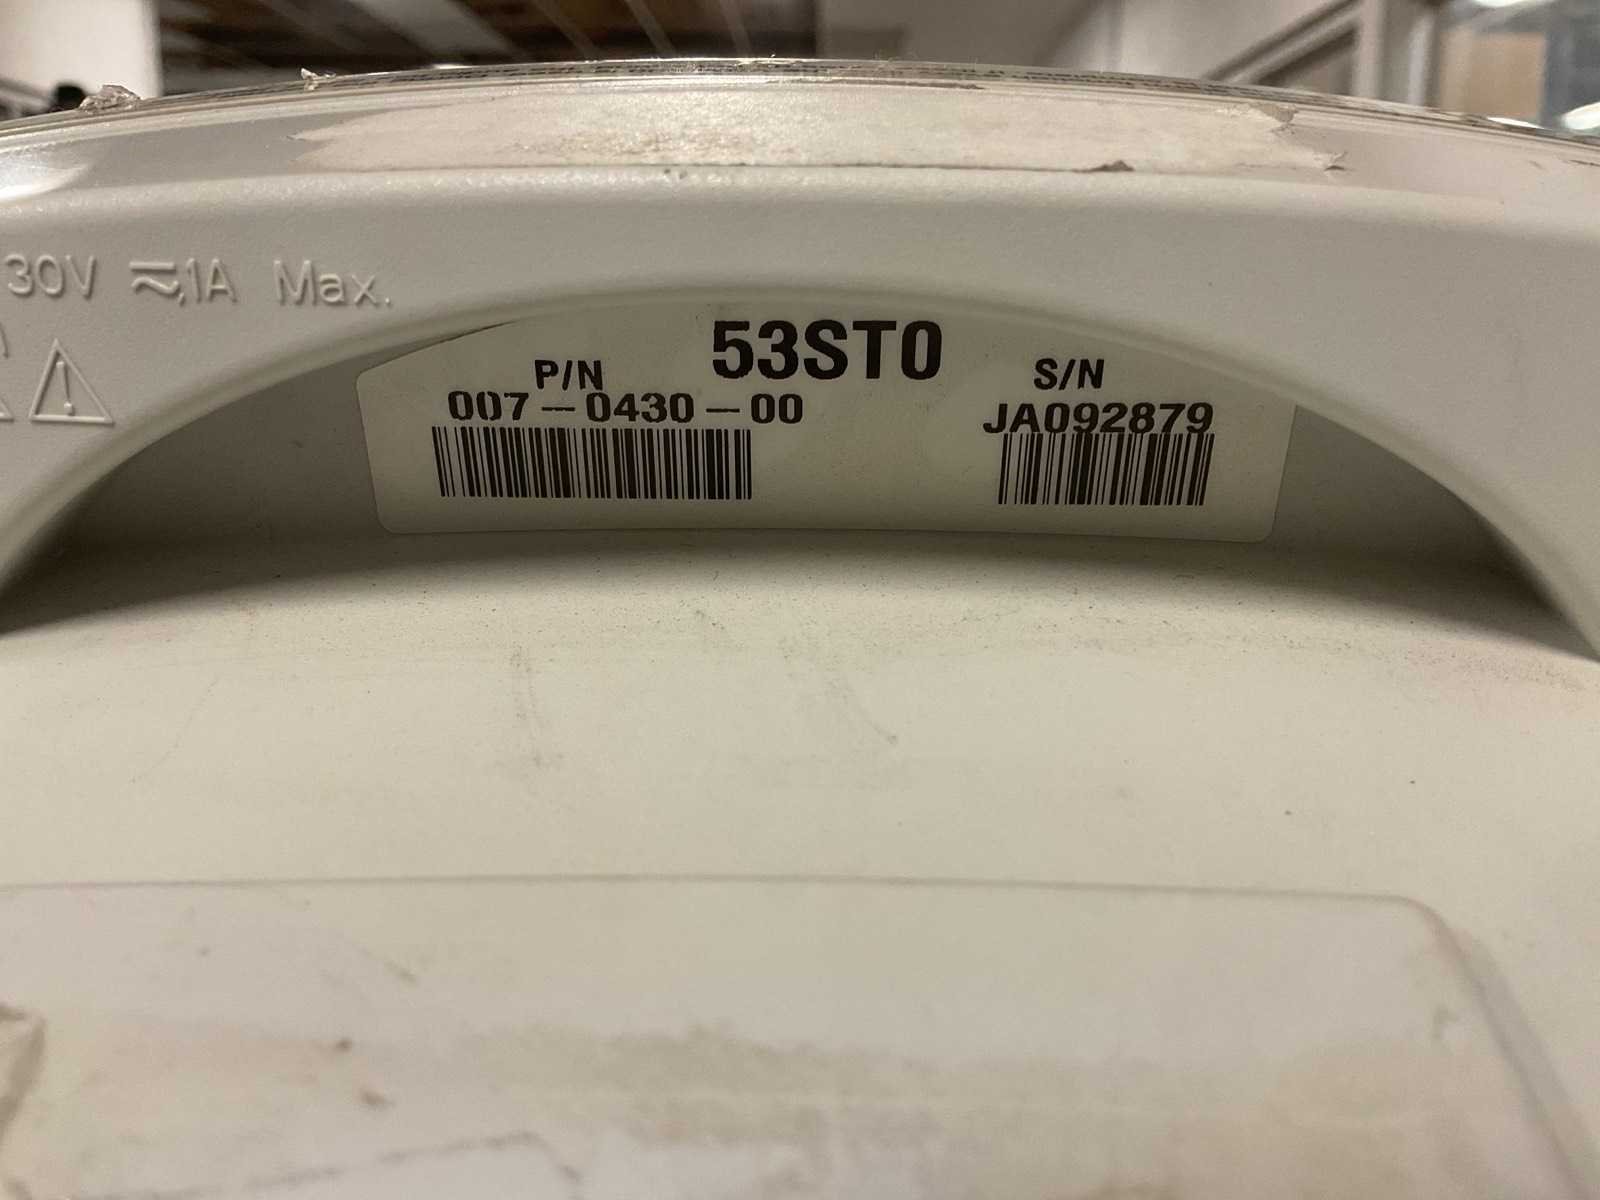 30V ⎓,1A Max.
53ST0
P/N
007-0430-00
S/N
JA092879